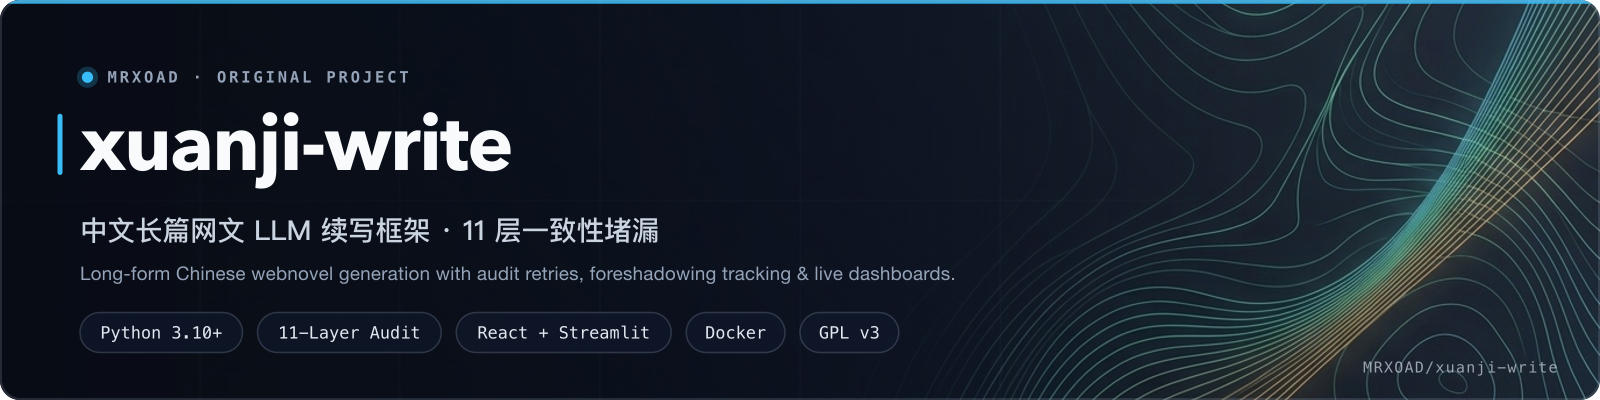 MRXOAD · ORIGINAL PROJECT
xuanji-write
中文长篇网文 LLM 续写框架 · 11 层一致性堵漏
Long-form Chinese webnovel generation with audit retries, foreshadowing tracking & live dashboards.
Python 3.10+ 11-Layer Audit React + Streamlit Docker GPL v3
MRXOAD/xuanji-write